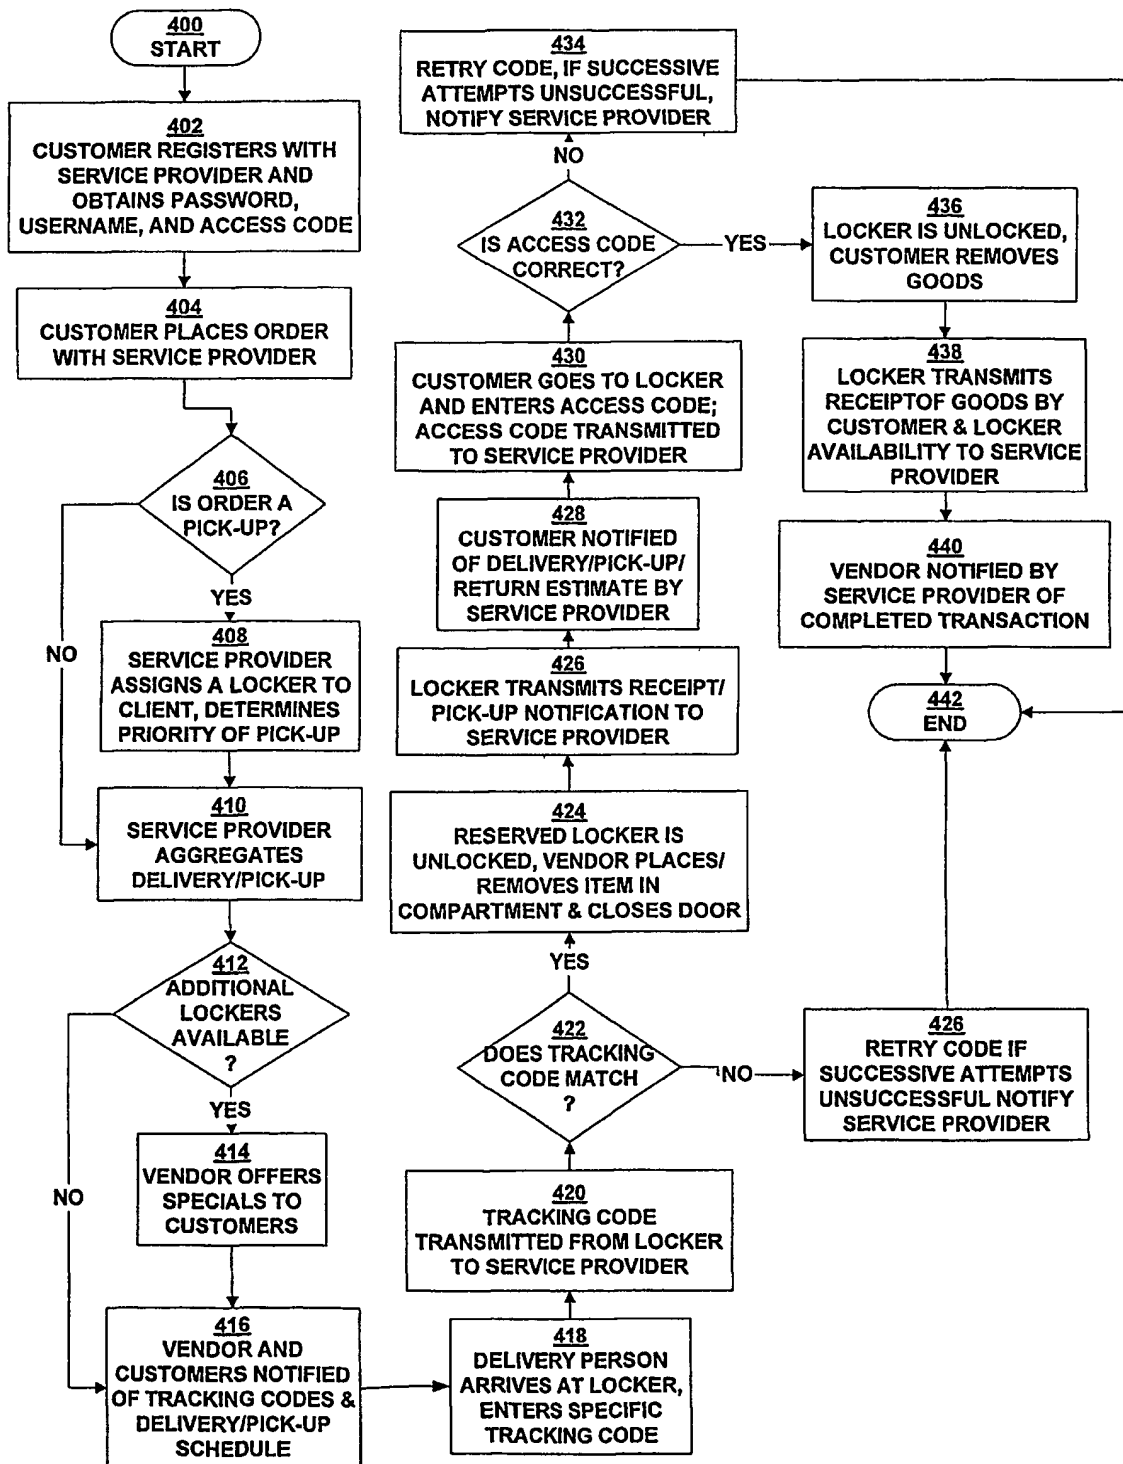 400
START
402
CUSTOMER REGISTERS WITH
SERVICE PROVIDER AND
OBTAINS PASSWORD,
USERNAME, AND ACCESS CODE
404
CUSTOMER PLACES ORDER
WITH SERVICE PROVIDER
406
IS ORDER A
PICK-UP?
YES
NO
408
SERVICE PROVIDER
ASSIGNS A LOCKER TO
CLIENT, DETERMINES
PRIORITY OF PICK-UP
410
SERVICE PROVIDER
AGGREGATES
DELIVERY/PICK-UP
412
ADDITIONAL
LOCKERS
AVAILABLE
?
YES
NO
414
VENDOR OFFERS
SPECIALS TO
CUSTOMERS
416
VENDOR AND
CUSTOMERS NOTIFIED
OF TRACKING CODES &
DELIVERY/PICK-UP
SCHEDULE
418
DELIVERY PERSON
ARRIVES AT LOCKER,
ENTERS SPECIFIC
TRACKING CODE
420
TRACKING CODE
TRANSMITTED FROM LOCKER
TO SERVICE PROVIDER
422
DOES TRACKING
CODE MATCH
?
NO
YES
426
RETRY CODE IF
SUCCESSIVE ATTEMPTS
UNSUCCESSFUL NOTIFY
SERVICE PROVIDER
424
RESERVED LOCKER IS
UNLOCKED, VENDOR PLACES/
REMOVES ITEM IN
COMPARTMENT & CLOSES DOOR
426
LOCKER TRANSMITS RECEIPT/
PICK-UP NOTIFICATION TO
SERVICE PROVIDER
428
CUSTOMER NOTIFIED
OF DELIVERY/PICK-UP/
RETURN ESTIMATE BY
SERVICE PROVIDER
430
CUSTOMER GOES TO LOCKER
AND ENTERS ACCESS CODE;
ACCESS CODE TRANSMITTED
TO SERVICE PROVIDER
432
IS ACCESS CODE
CORRECT?
NO
YES
434
RETRY CODE, IF SUCCESSIVE
ATTEMPTS UNSUCCESSFUL,
NOTIFY SERVICE PROVIDER
436
LOCKER IS UNLOCKED,
CUSTOMER REMOVES
GOODS
438
LOCKER TRANSMITS
RECEIPTOF GOODS BY
CUSTOMER & LOCKER
AVAILABILITY TO SERVICE
PROVIDER
440
VENDOR NOTIFIED BY
SERVICE PROVIDER OF
COMPLETED TRANSACTION
442
END